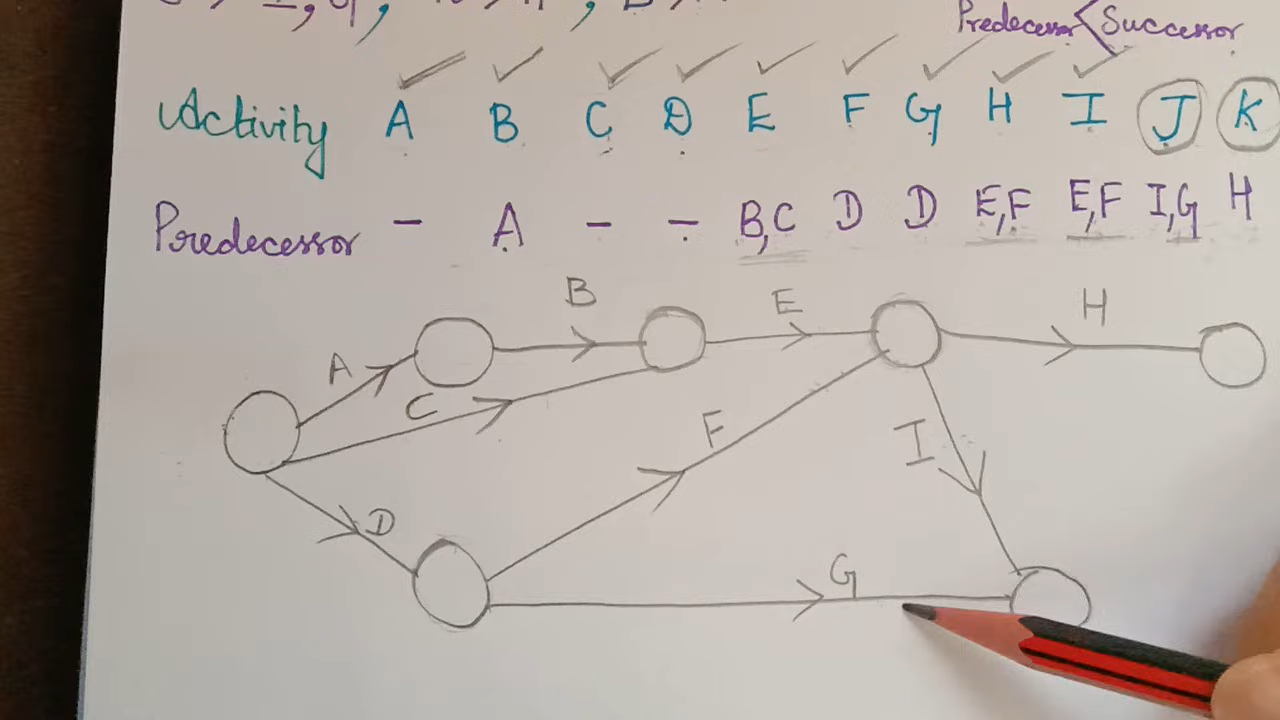 Predecessor < Successor
Activity A B C D E F G H I J K
Predecessor - A - - B,C D D E,F E,F I,G H
B E H
A
C F I
D
G